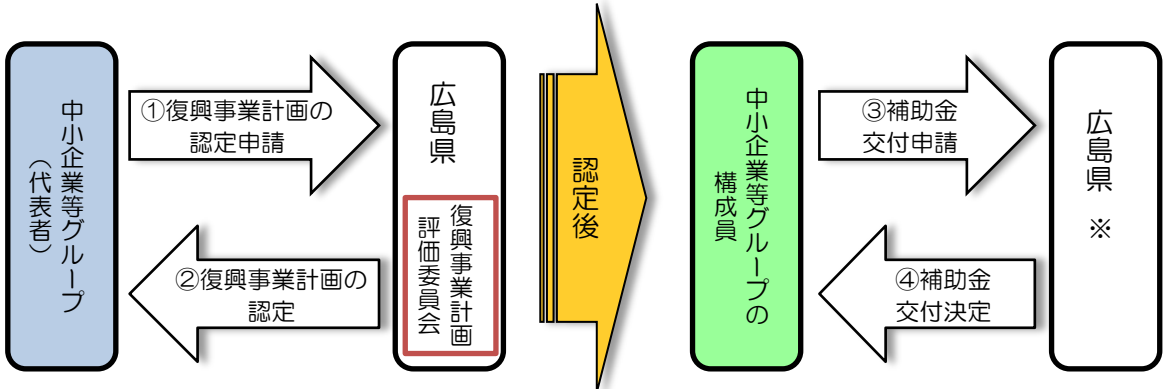 中小企業等グループ
（代表者）
①復興事業計画の
認定申請
②復興事業計画の
認定
広島県
復興事業計画
評価委員会
認定後
中小企業等グループの
構成員
③補助金
交付申請
④補助金
交付決定
広島県 ※